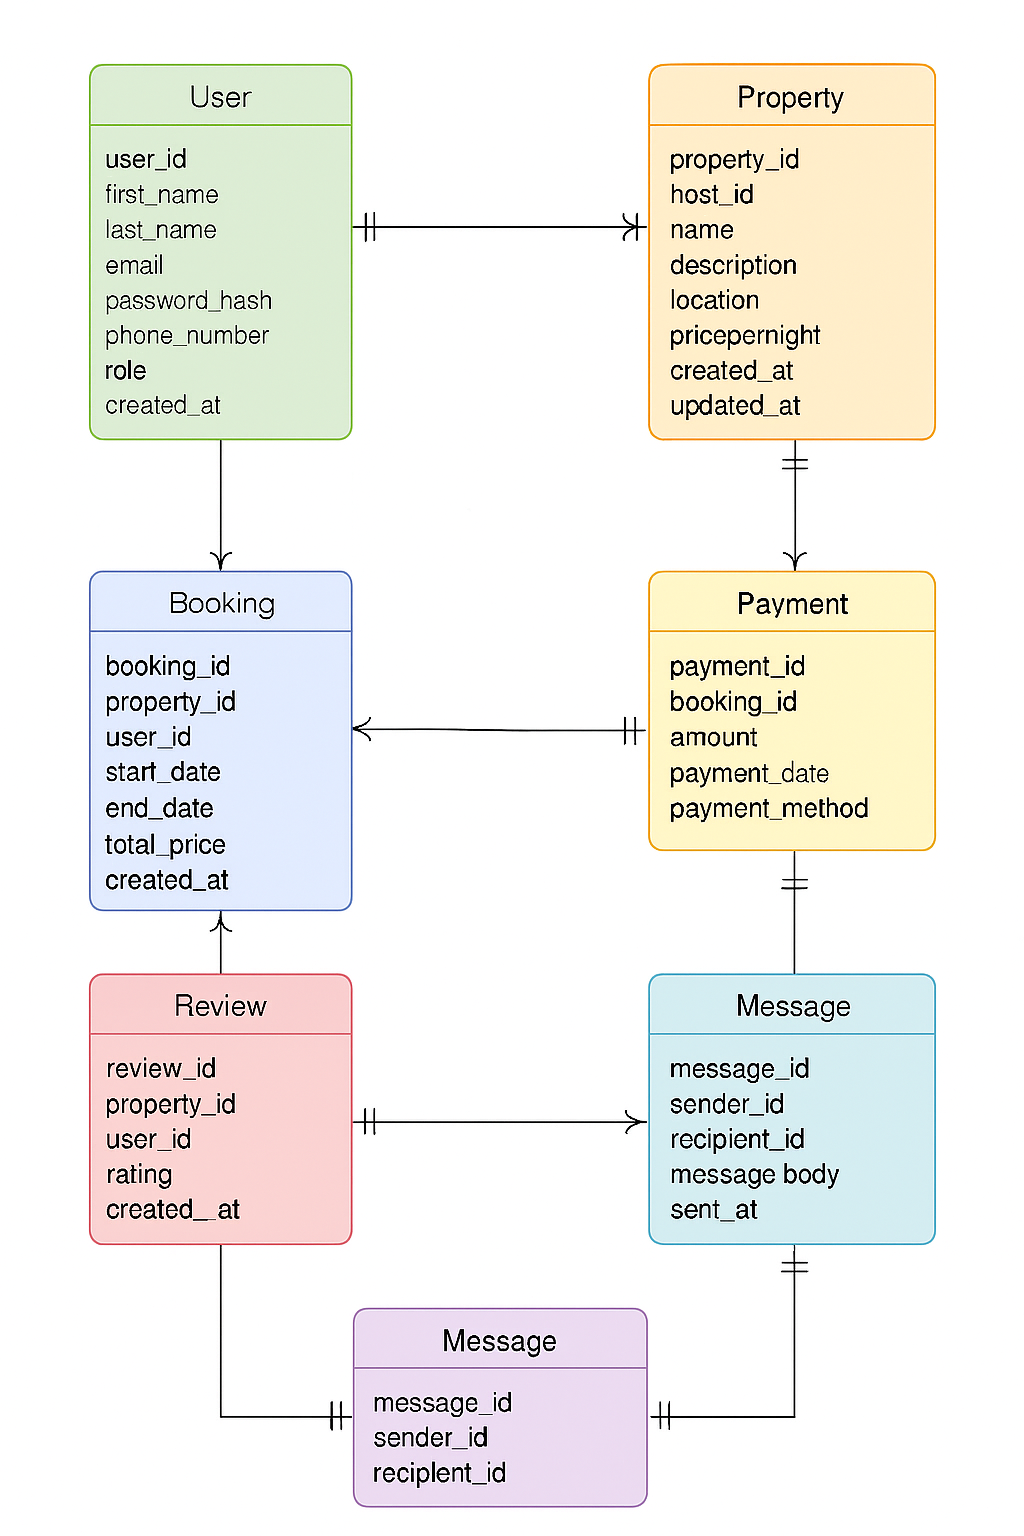 User
user_id
first_name
last_name
email
password_hash
phone_number
role
created_at
Property
property_id
host_id
name
description
location
pricepernight
created_at
updated_at
Booking
booking_id
property_id
user_id
start_date
end_date
total_price
created_at
Payment
payment_id
booking_id
amount
payment_date
payment_method
Review
review_id
property_id
user_id
rating
created__at
Message
message_id
sender_id
recipient_id
message body
sent_at
Message
message_id
sender_id
reciplent_id